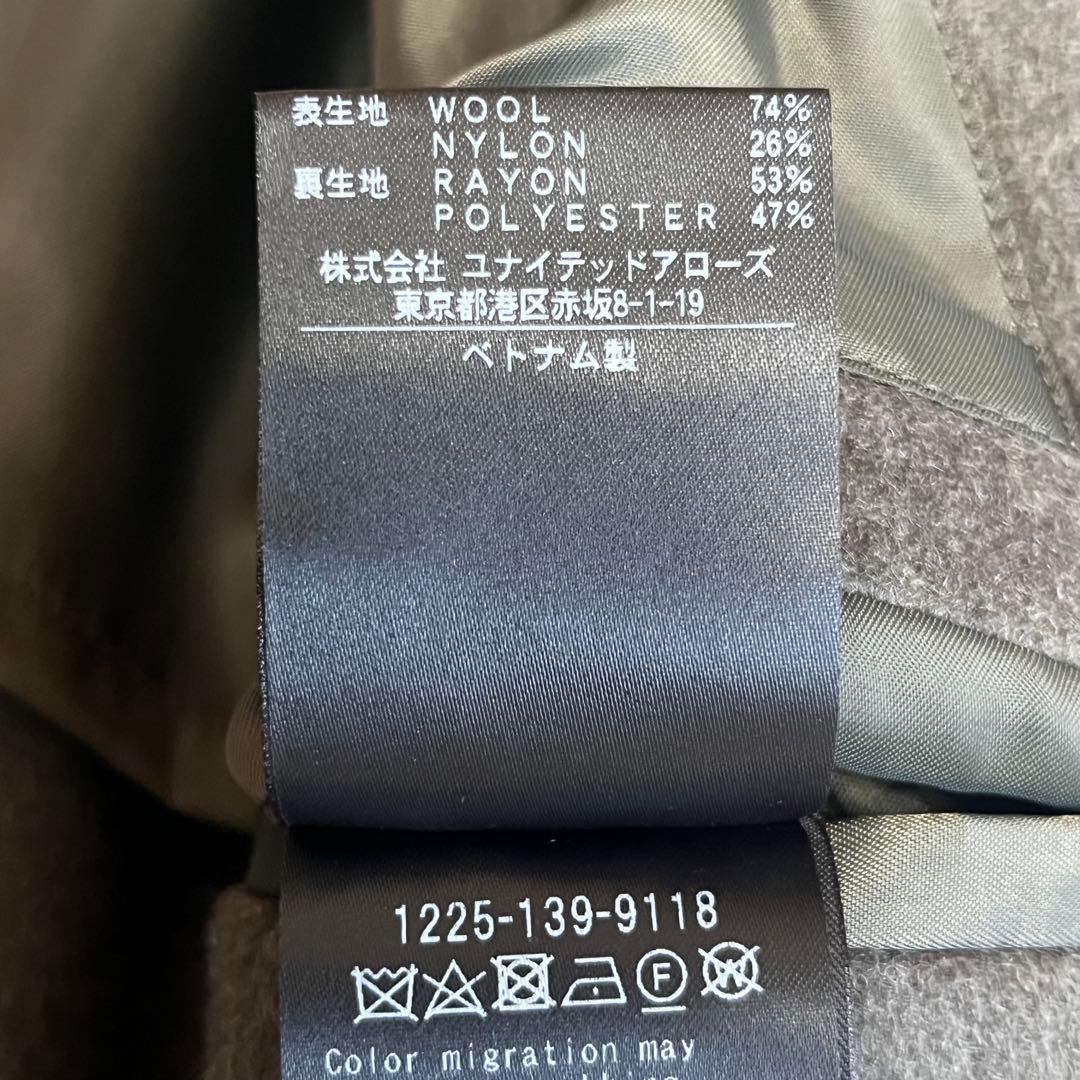 表生地 WOOL 74%
NYLON 26%
裏生地 RAYON 53%
POLYESTER 47%
株式会社 ユナイテッドアローズ
東京都港区赤坂8-1-19
ベトナム製
1225-139-9118
F W
Color migration may